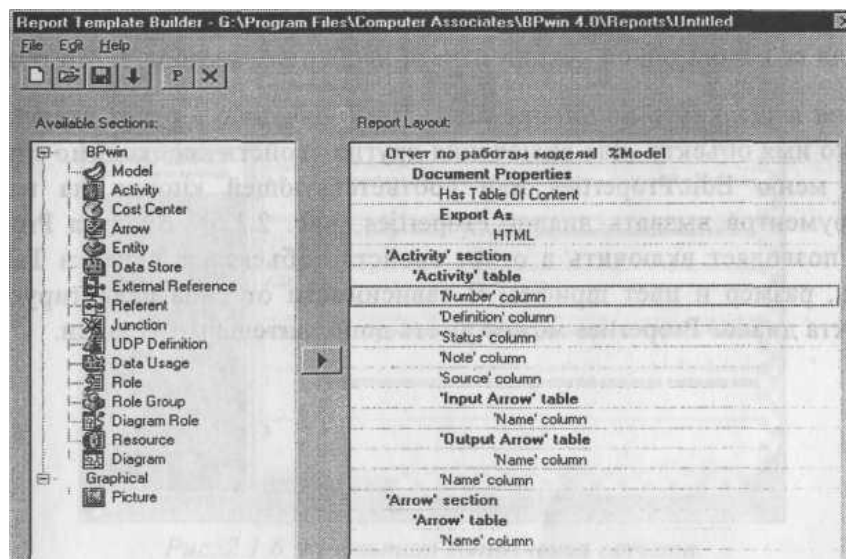 Report Template Builder - G:\Program Files\Computer Associates\BPwin 4.0\Reports\Untitled
File Edit Help
P
Available Sections:
BPwin
Model
Activity
Cost Center
Arrow
Entity
Data Store
External Reference
Referent
Junction
UDP Definition
Data Usage
Role
Role Group
Diagram Role
Resource
Diagram
Graphical
Picture
Report Layout:
Отчет по работам модели %Model
Document Properties
Has Table Of Content
Export As
HTML
'Activity' section
'Activity' table
'Number' column
'Definition' column
'Status' column
'Note' column
'Source' column
'Input Arrow' table
'Name' column
'Output Arrow' table
'Name' column
'Name' column
'Arrow' section
'Arrow' table
'Name' column